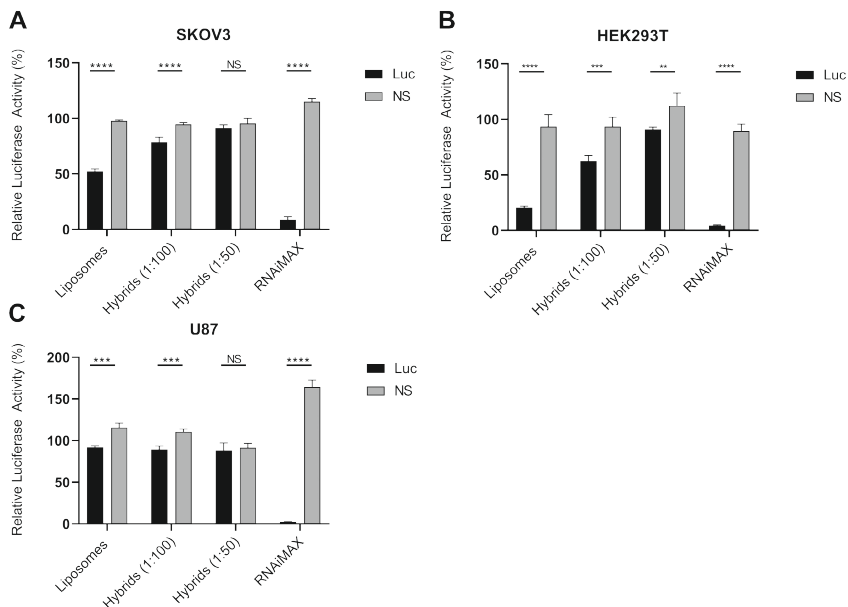 A
SKOV3
Relative Luciferase Activity (%)
150
100
50
0
****
****
NS
****
Luc
NS
Liposomes
Hybrids (1:100)
Hybrids (1:50)
RNAiMAX
B
HEK293T
Relative Luciferase Activity (%)
150
100
50
0
****
***
**
****
Luc
NS
Liposomes
Hybrids (1:100)
Hybrids (1:50)
RNAiMAX
C
U87
Relative Luciferase Activity (%)
200
150
100
50
0
***
***
NS
****
Luc
NS
Liposomes
Hybrids (1:100)
Hybrids (1:50)
RNAiMAX